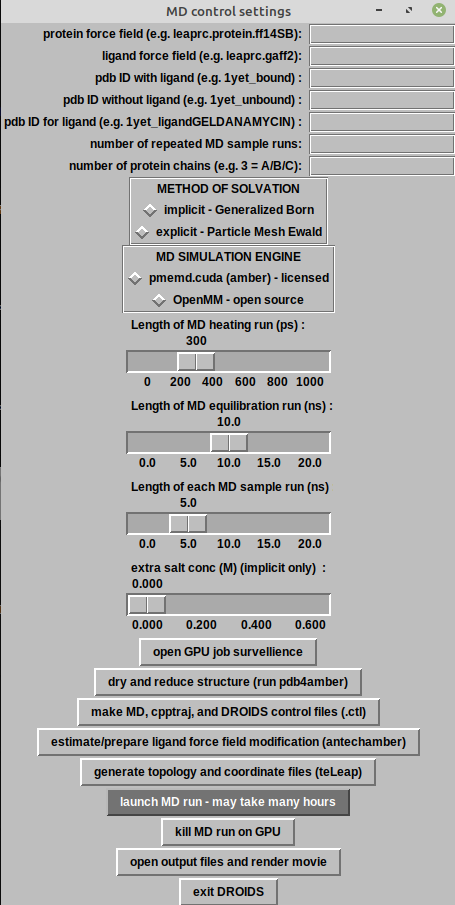 MD control settings
protein force field (e.g. leaprc.protein.ff14SB):
ligand force field (e.g. leaprc.gaff2):
pdb ID with ligand (e.g. 1yet_bound) :
pdb ID without ligand (e.g. 1yet_unbound) :
pdb ID for ligand (e.g. 1yet_ligandGELDANAMYCIN) :
number of repeated MD sample runs:
number of protein chains (e.g. 3 = A/B/C):
METHOD OF SOLVATION
implicit - Generalized Born
explicit - Particle Mesh Ewald
MD SIMULATION ENGINE
pmemd.cuda (amber) - licensed
OpenMM - open source
Length of MD heating run (ps) :
300
0 200 400 600 800 1000
Length of MD equilibration run (ns) :
10.0
0.0 5.0 10.0 15.0 20.0
Length of each MD sample run (ns)
5.0
0.0 5.0 10.0 15.0 20.0
extra salt conc (M) (implicit only) :
0.000
0.000 0.200 0.400 0.600
open GPU job survellience
dry and reduce structure (run pdb4amber)
make MD, cpptraj, and DROIDS control files (.ctl)
estimate/prepare ligand force field modification (antechamber)
generate topology and coordinate files (teLeap)
launch MD run - may take many hours
kill MD run on GPU
open output files and render movie
exit DROIDS